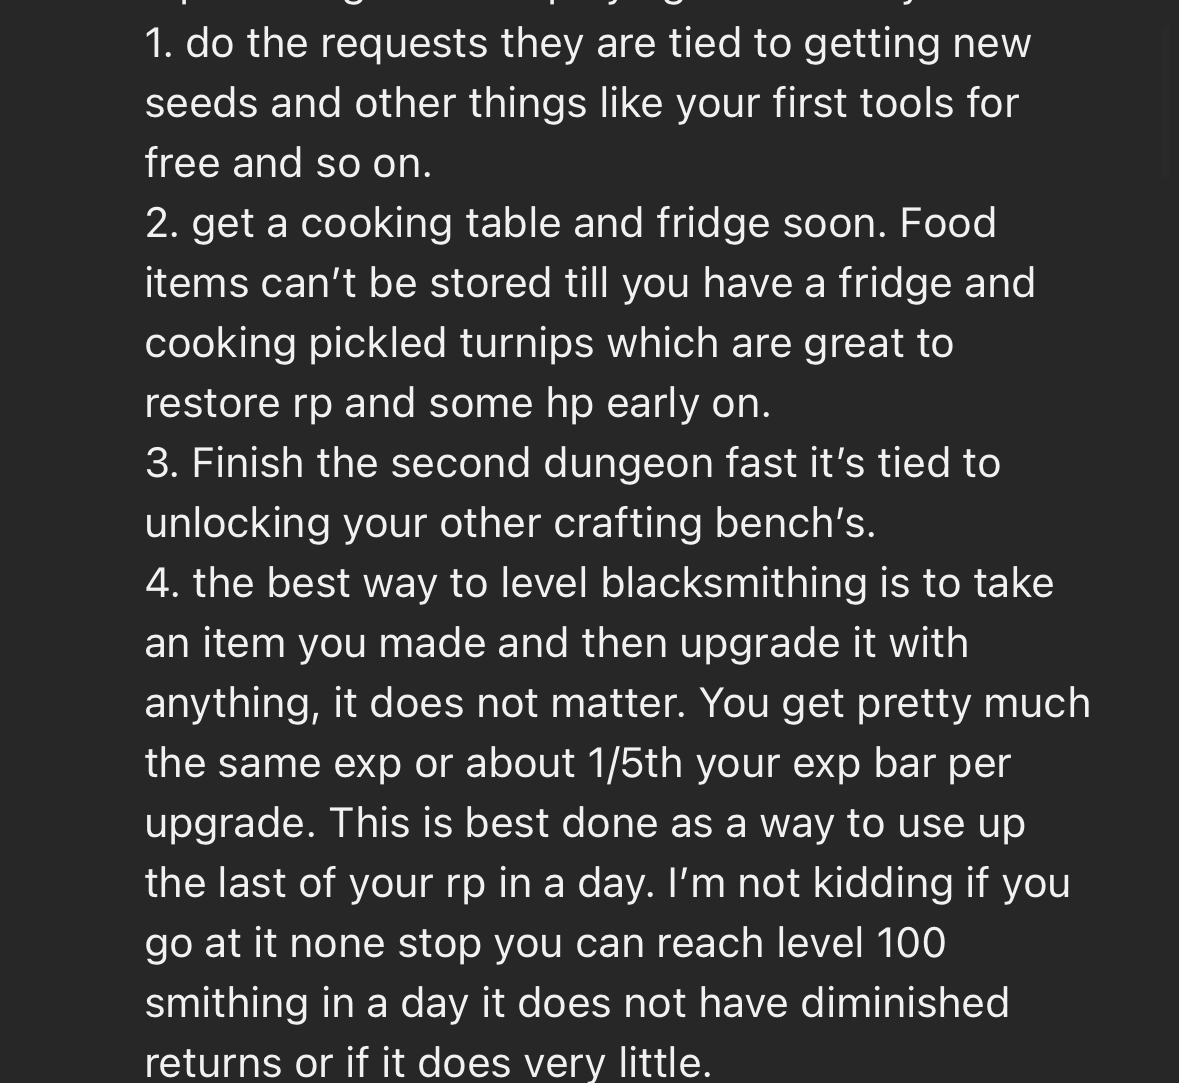 1. do the requests they are tied to getting new
seeds and other things like your first tools for
free and so on.
2. get a cooking table and fridge soon. Food
items can’t be stored till you have a fridge and
cooking pickled turnips which are great to
restore rp and some hp early on.
3. Finish the second dungeon fast it’s tied to
unlocking your other crafting bench’s.
4. the best way to level blacksmithing is to take
an item you made and then upgrade it with
anything, it does not matter. You get pretty much
the same exp or about 1/5th your exp bar per
upgrade. This is best done as a way to use up
the last of your rp in a day. I’m not kidding if you
go at it none stop you can reach level 100
smithing in a day it does not have diminished
returns or if it does very little.